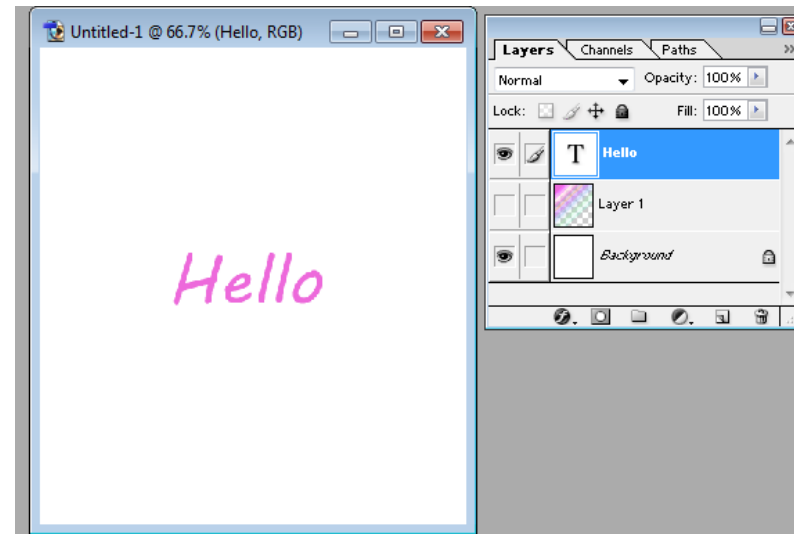 Untitled-1 @ 66.7% (Hello, RGB)
Hello
Layers Channels Paths
Normal Opacity: 100%
Lock: Fill: 100%
T Hello
Layer 1
Background